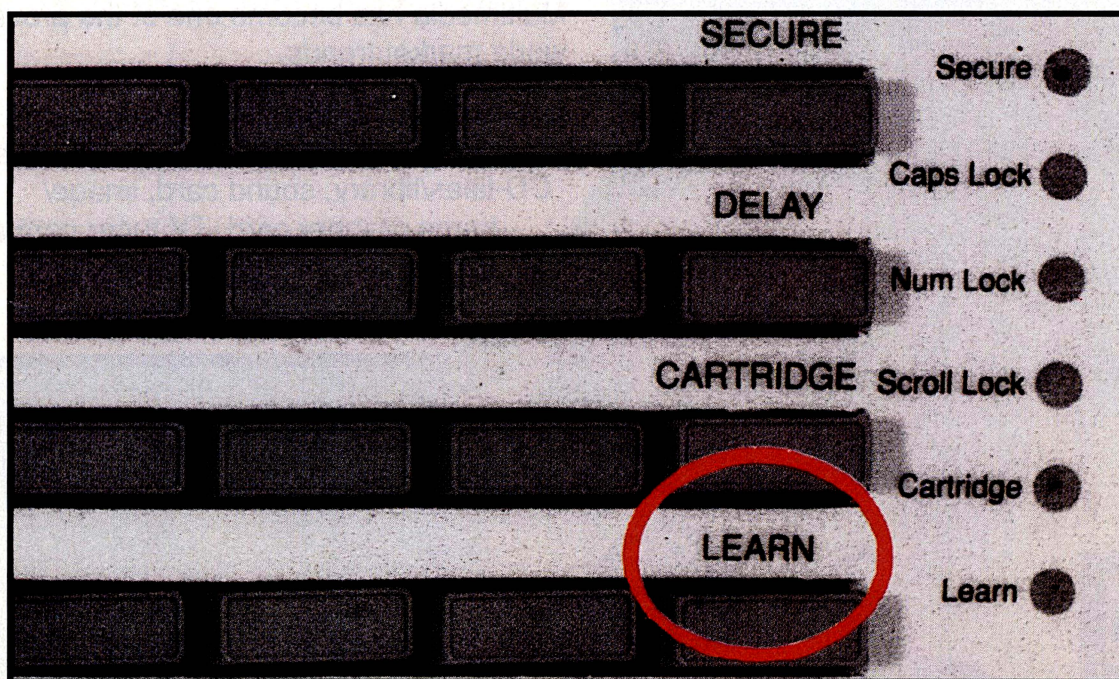 SECURE
Secure
Caps Lock
DELAY
Num Lock
CARTRIDGE
Scroll Lock
Cartridge
LEARN
Learn